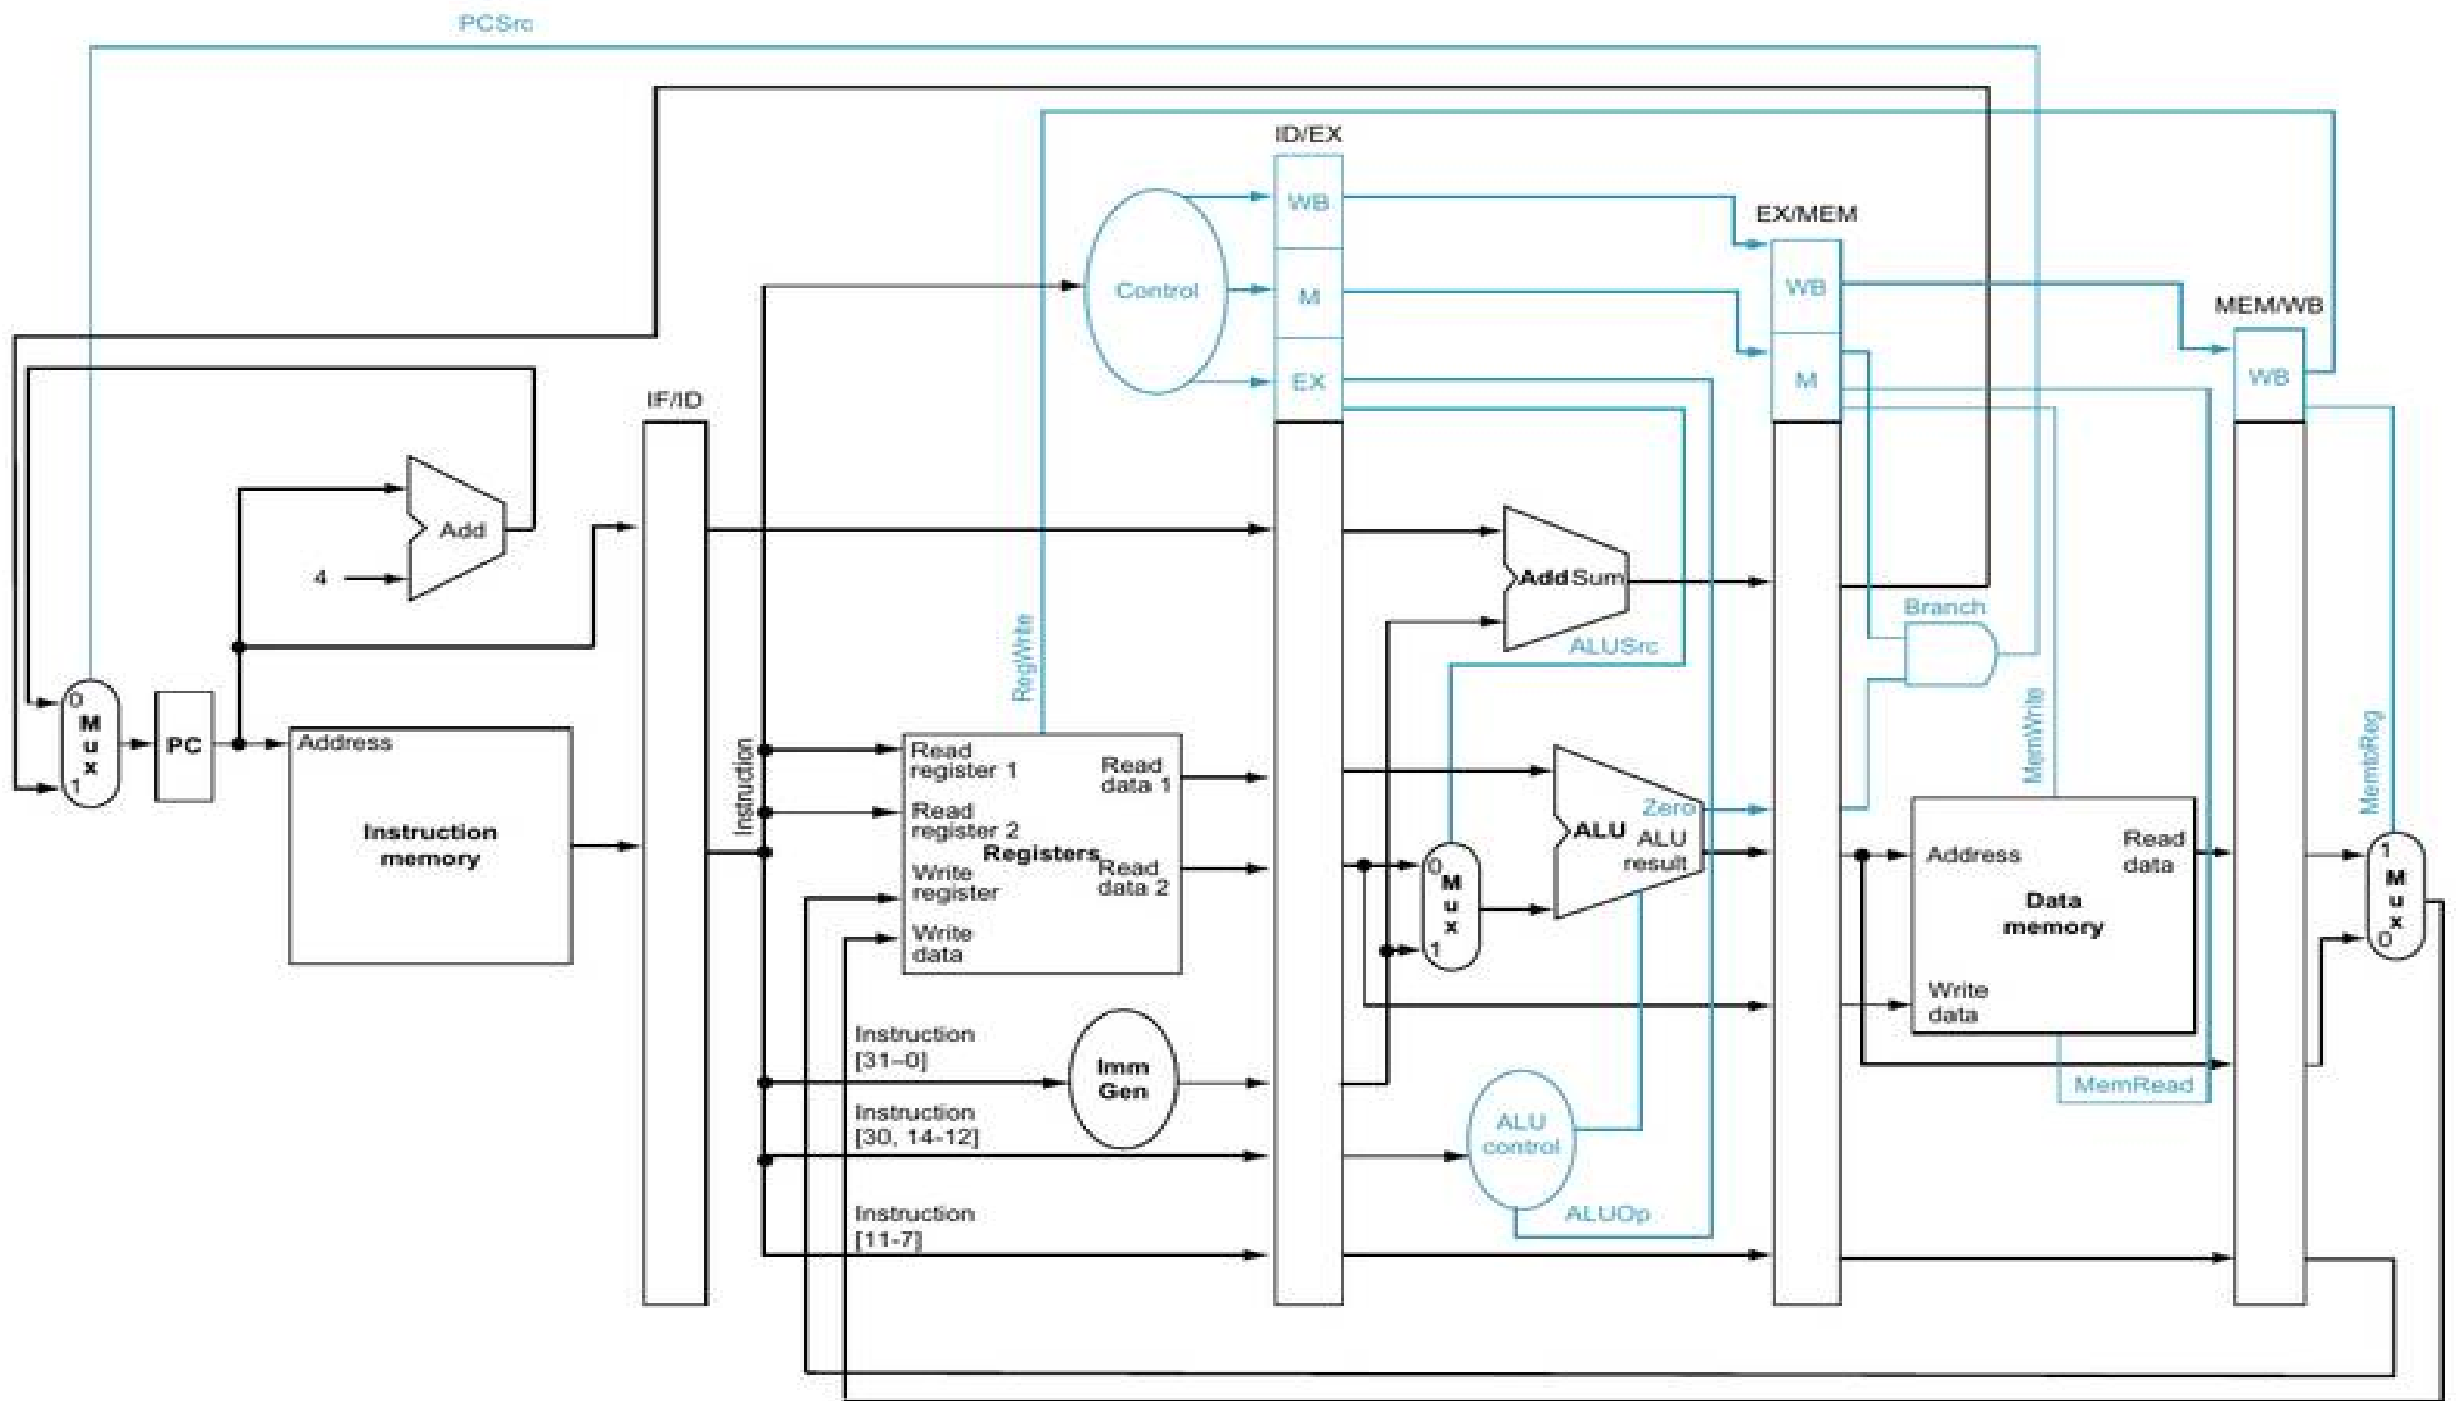 PCSrc
ID/EX
WB
EX/MEM
Control
M
WB
MEM/WB
EX
M
WB
IF/ID
Add
4
Add Sum
Branch
ALUSrc
RegWrite
MemWrite
MemtoReg
0
M
u
x
1
PC
Address
Instruction
memory
Instruction
Read
register 1
Read
data 1
Read
register 2
Registers
Write
register
Read
data 2
Write
data
0
M
u
x
1
Zero
ALU
ALU
result
Address
Read
data
Data
memory
Write
data
1
M
u
x
0
Instruction
[31–0]
Imm
Gen
MemRead
Instruction
[30, 14-12]
ALU
control
Instruction
[11-7]
ALUOp